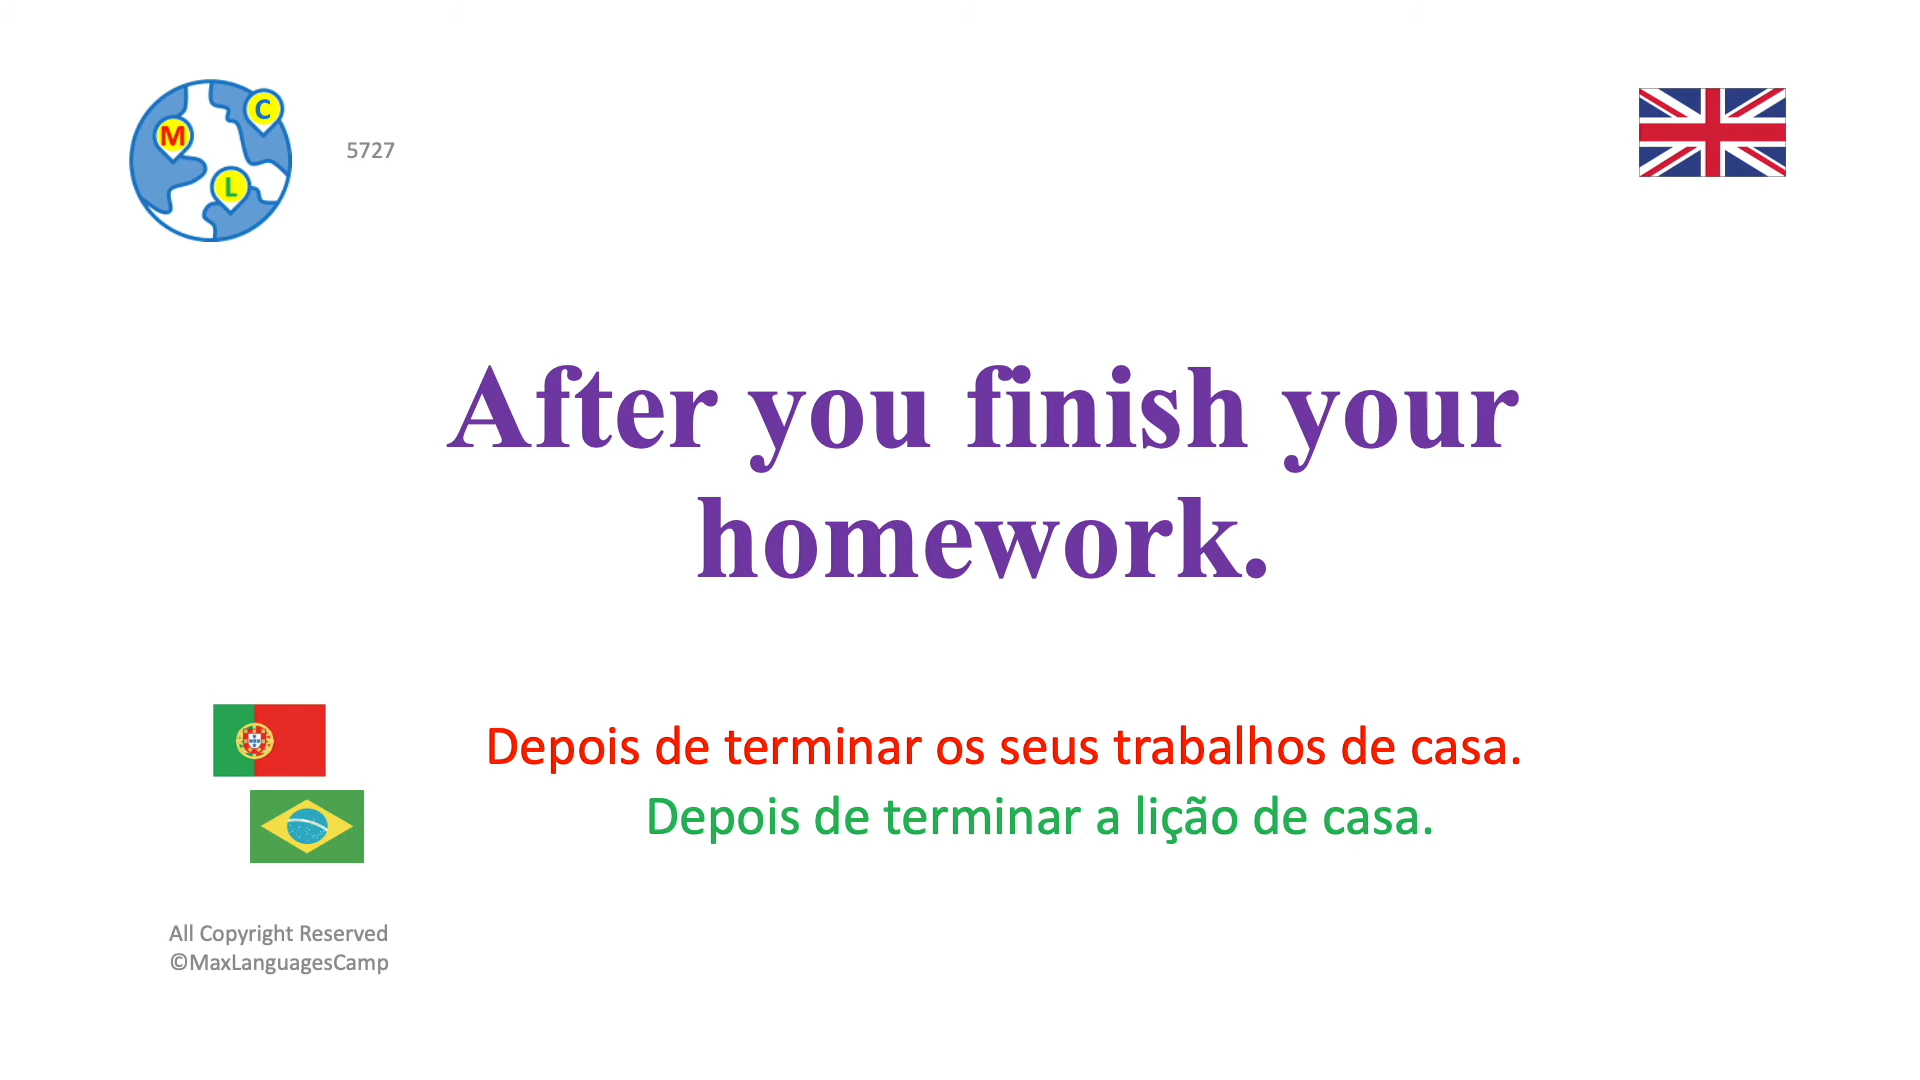 M
C
L
5727
After you finish your
homework.
Depois de terminar os seus trabalhos de casa.
Depois de terminar a lição de casa.
All Copyright Reserved
©MaxLanguagesCamp